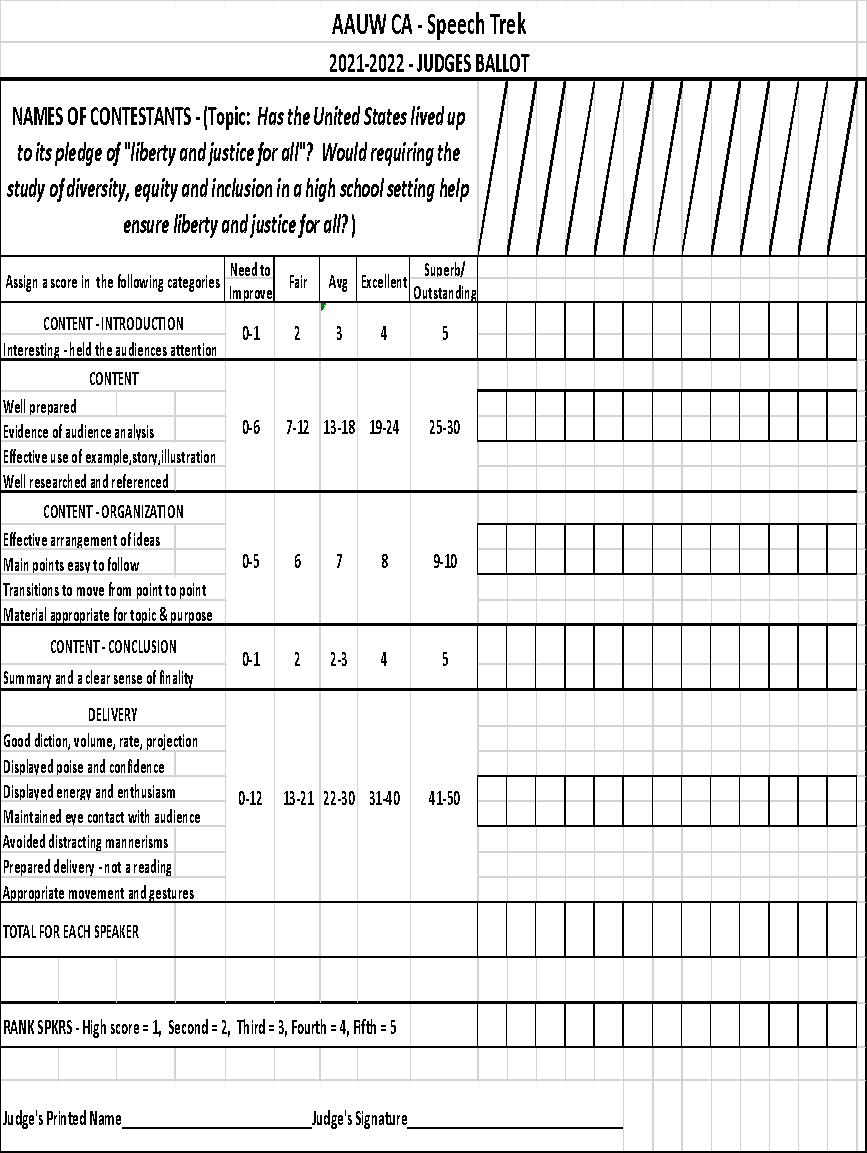 AAUW CA - Speech Trek
2021-2022 - JUDGES BALLOT
NAMES OF CONTESTANTS - (Topic: Has the United States lived up
to its pledge of "liberty and justice for all"? Would requiring the
study of diversity, equity and inclusion in a high school setting help
ensure liberty and justice for all? )
Assign a score in the following categories Need to Improve Fair Avg Excellent Superb/ Outstanding
CONTENT - INTRODUCTION
Interesting - held the audiences attention
0-1 2 3 4 5
CONTENT
Well prepared
Evidence of audience analysis
Effective use of example,story,illustration
Well researched and referenced
0-6 7-12 13-18 19-24 25-30
CONTENT - ORGANIZATION
Effective arrangement of ideas
Main points easy to follow
Transitions to move from point to point
Material appropriate for topic & purpose
0-5 6 7 8 9-10
CONTENT - CONCLUSION
Summary and a clear sense of finality
0-1 2 2-3 4 5
DELIVERY
Good diction, volume, rate, projection
Displayed poise and confidence
Displayed energy and enthusiasm
Maintained eye contact with audience
Avoided distracting mannerisms
Prepared delivery - not a reading
Appropriate movement and gestures
0-12 13-21 22-30 31-40 41-50
TOTAL FOR EACH SPEAKER
RANK SPKRS - High score = 1, Second = 2, Third = 3, Fourth = 4, Fifth = 5
Judge's Printed Name____________________Judge's Signature____________________